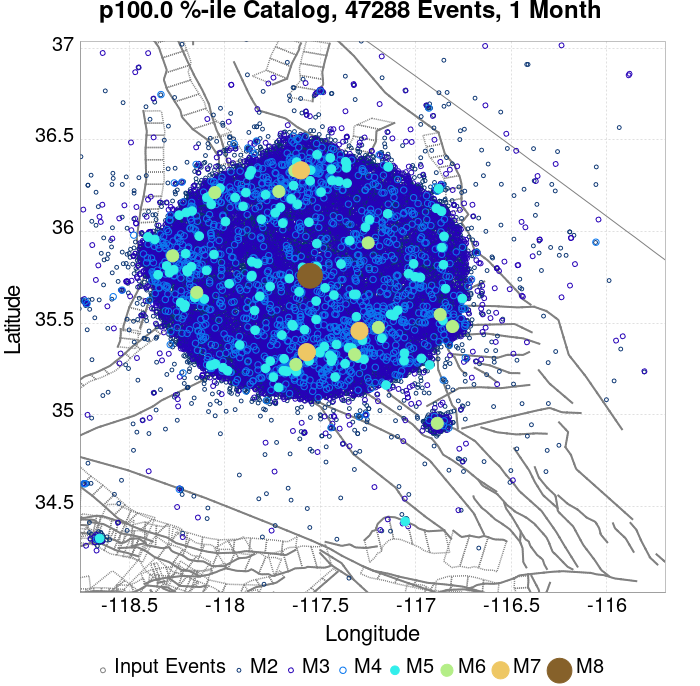 p100.0 %-ile Catalog, 47288 Events, 1 Month
37
36.5
36
35.5
35
34.5
Latitude
-118.5 -118 -117.5 -117 -116.5 -116
Longitude
Input Events M2 M3 M4 M5 M6 M7 M8